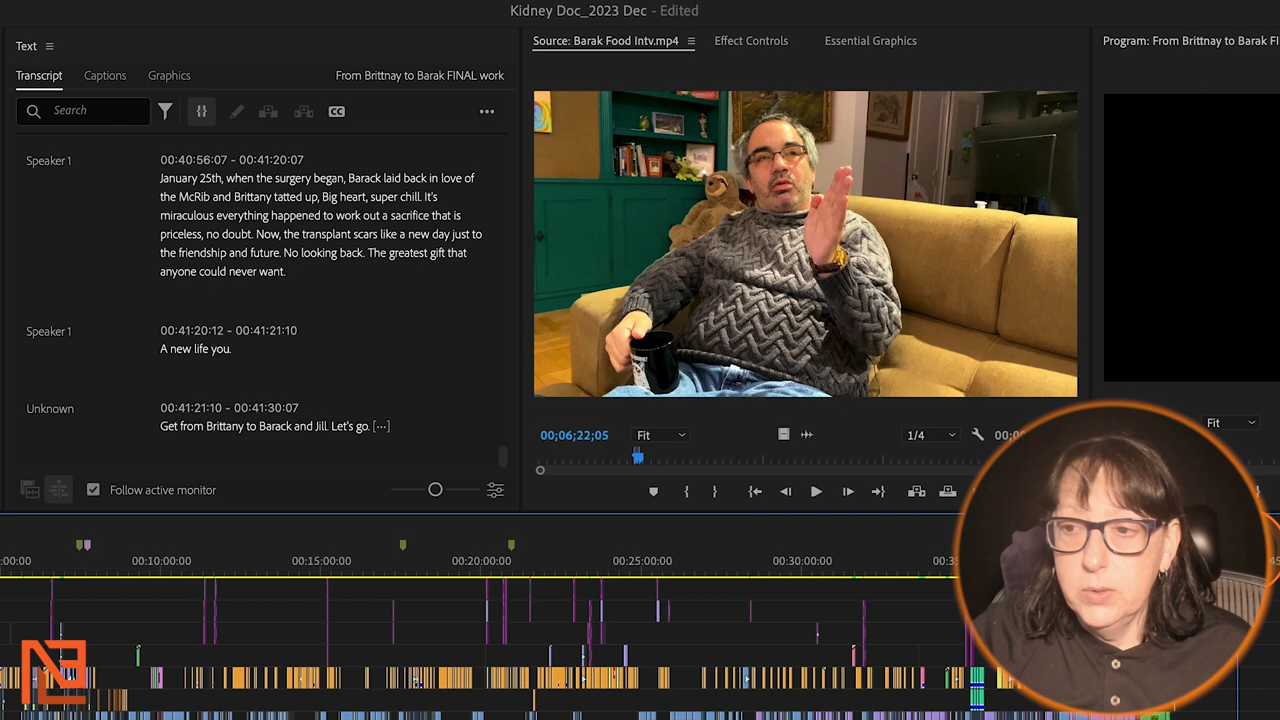 Kidney Doc_2023 Dec - Edited
Text
Transcript
Captions
Graphics
From Brittnay to Barak FINAL work
Search
CC
Speaker 1
00:40:56:07 - 00:41:20:07
January 25th, when the surgery began, Barack laid back in love of
the McRib and Brittany tatted up, Big heart, super chill. It's
miraculous everything happened to work out a sacrifice that is
priceless, no doubt. Now, the transplant scars like a new day just to
the friendship and future. No looking back. The greatest gift that
anyone could never want.
Speaker 1
00:41:20:12 - 00:41:21:10
A new life you.
Unknown
00:41:21:10 - 00:41:30:07
Get from Brittany to Barack and Jill. Let's go. [···]
Follow active monitor
Source: Barak Food Intv.mp4
Effect Controls
Essential Graphics
Program: From Brittnay to Barak FI
00;06;22;05
Fit
1/4
00;0
Fit
:00:00
00:10:00:00
00:15:00:00
00:20:00:00
00:25:00:00
00:30:00:00
00:35